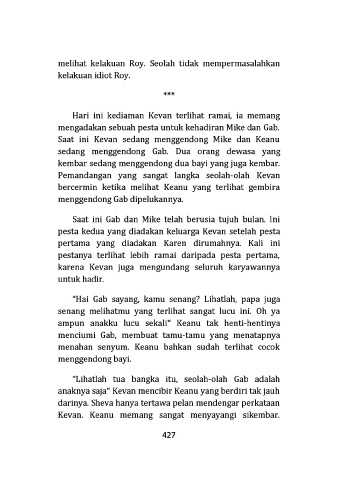 melihat kelakuan Roy. Seolah tidak mempermasalahkan
kelakuan idiot Roy.
***
Hari ini kediaman Kevan terlihat ramai, ia memang
mengadakan sebuah pesta untuk kehadiran Mike dan Gab.
Saat ini Kevan sedang menggendong Mike dan Keanu
sedang menggendong Gab. Dua orang dewasa yang
kembar sedang menggendong dua bayi yang juga kembar.
Pemandangan yang sangat langka seolah-olah Kevan
bercermin ketika melihat Keanu yang terlihat gembira
menggendong Gab dipelukannya.
Saat ini Gab dan Mike telah berusia tujuh bulan. Ini
pesta kedua yang diadakan keluarga Kevan setelah pesta
pertama yang diadakan Karen dirumahnya. Kali ini
pestanya terlihat lebih ramai daripada pesta pertama,
karena Kevan juga mengundang seluruh karyawannya
untuk hadir.
"Hai Gab sayang, kamu senang? Lihatlah, papa juga
senang melihatmu yang terlihat sangat lucu ini. Oh ya
ampun anakku lucu sekali" Keanu tak henti-hentinya
menciumi Gab, membuat tamu-tamu yang menatapnya
menahan senyum. Keanu bahkan sudah terlihat cocok
menggendong bayi.
"Lihatlah tua bangka itu, seolah-olah Gab adalah
anaknya saja" Kevan mencibir Keanu yang berdiri tak jauh
darinya. Sheva hanya tertawa pelan mendengar perkataan
Kevan. Keanu memang sangat menyayangi sikembar.
427